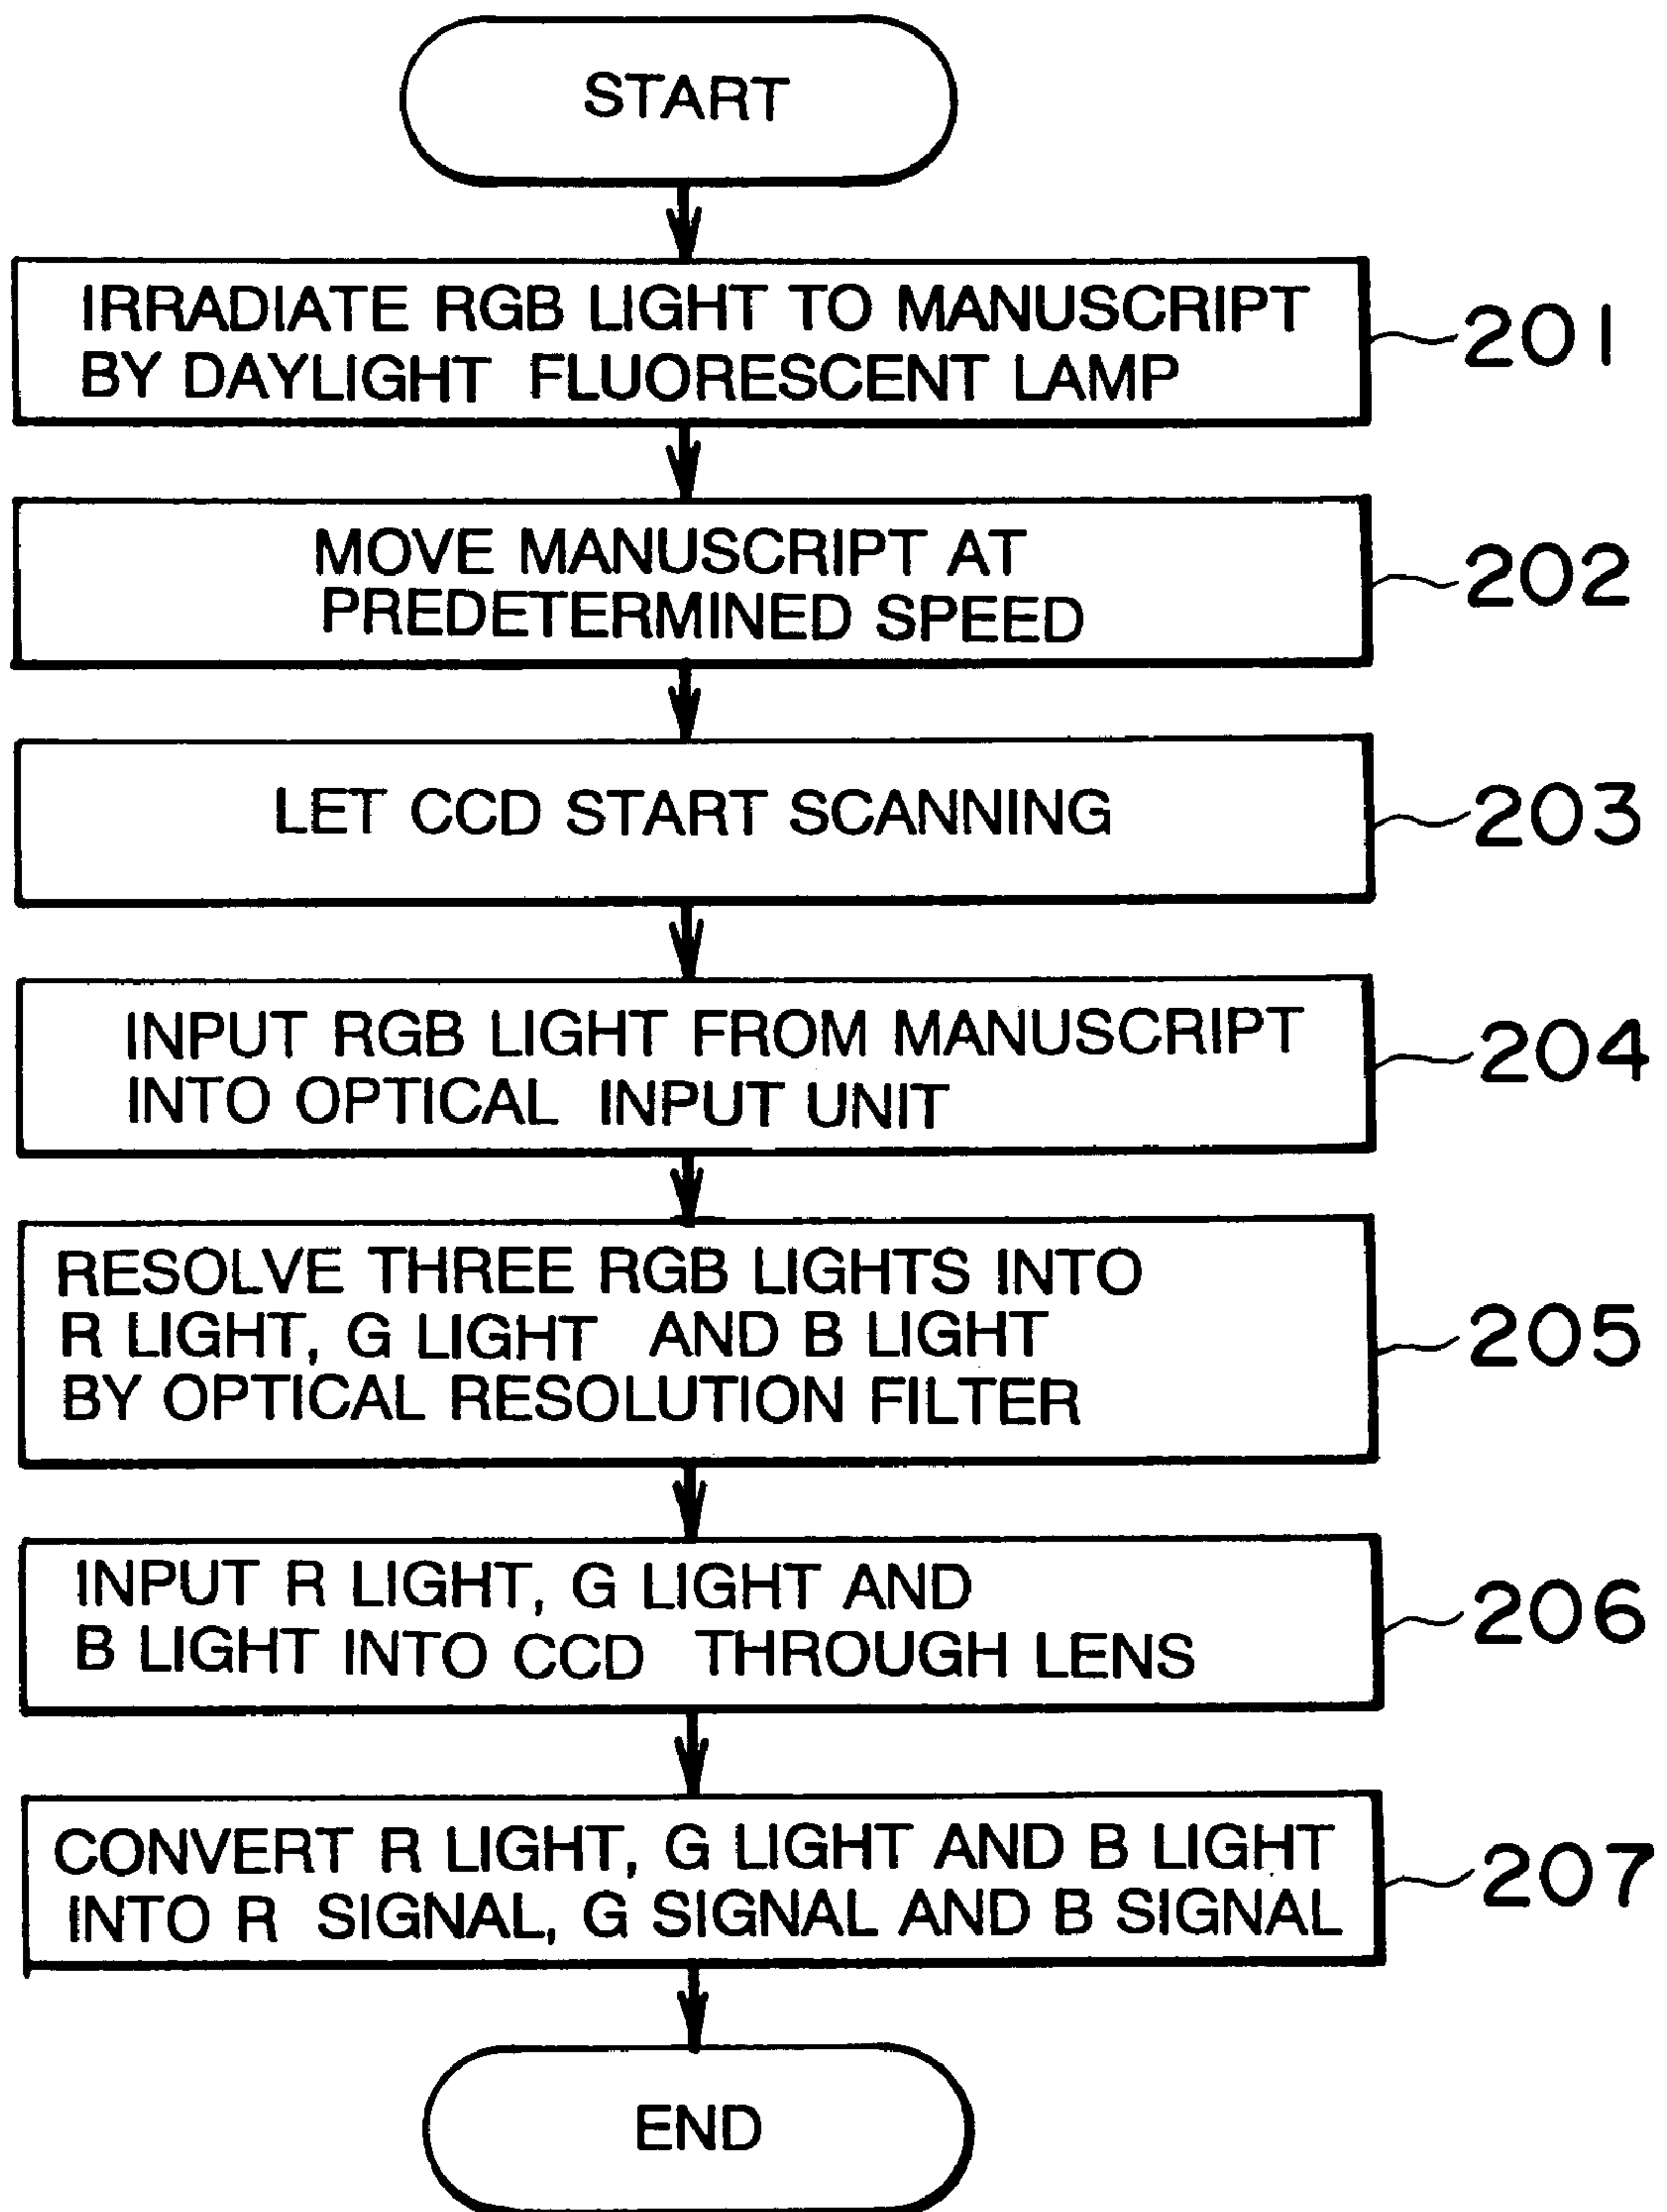 START
IRRADIATE RGB LIGHT TO MANUSCRIPT
BY DAYLIGHT FLUORESCENT LAMP
201
MOVE MANUSCRIPT AT
PREDETERMINED SPEED
202
LET CCD START SCANNING
203
INPUT RGB LIGHT FROM MANUSCRIPT
INTO OPTICAL INPUT UNIT
204
RESOLVE THREE RGB LIGHTS INTO
R LIGHT, G LIGHT AND B LIGHT
BY OPTICAL RESOLUTION FILTER
205
INPUT R LIGHT, G LIGHT AND
B LIGHT INTO CCD THROUGH LENS
206
CONVERT R LIGHT, G LIGHT AND B LIGHT
INTO R SIGNAL, G SIGNAL AND B SIGNAL
207
END